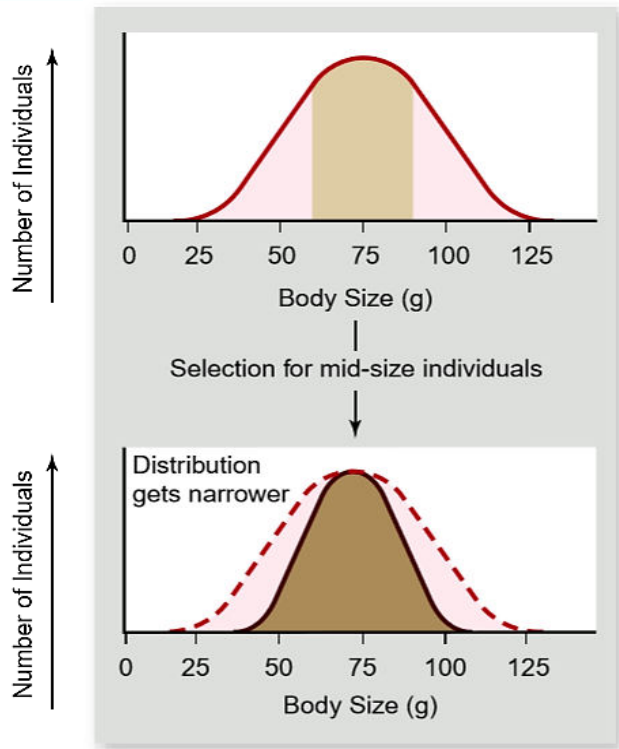 Number of Individuals
0 25 50 75 100 125
Body Size (g)
Selection for mid-size individuals
Distribution
gets narrower
Number of Individuals
0 25 50 75 100 125
Body Size (g)